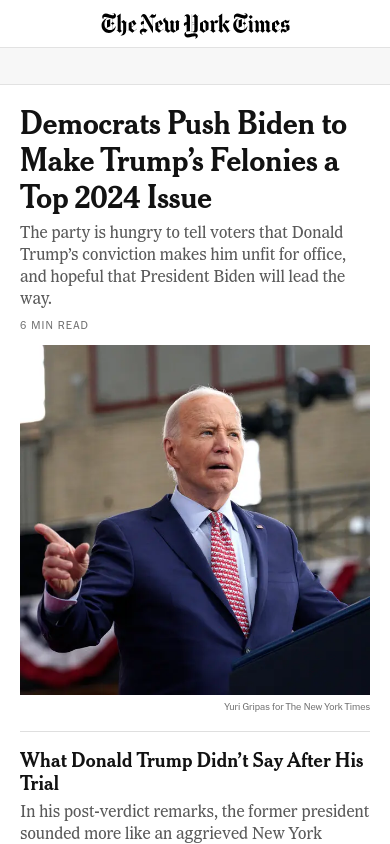 The New York Times
Democrats Push Biden to
Make Trump’s Felonies a
Top 2024 Issue
The party is hungry to tell voters that Donald
Trump’s conviction makes him unfit for office,
and hopeful that President Biden will lead the
way.
6 MIN READ
Yuri Gripas for The New York Times
What Donald Trump Didn’t Say After His
Trial
In his post-verdict remarks, the former president
sounded more like an aggrieved New York